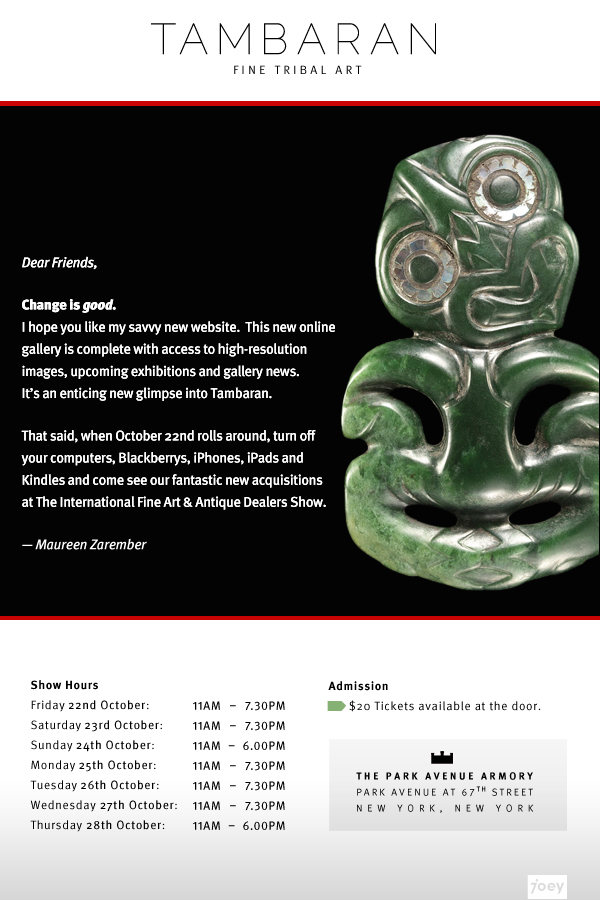 TAMBARAN
FINE TRIBAL ART
Dear Friends,
Change is good.
I hope you like my savvy new website. This new online
gallery is complete with access to high-resolution
images, upcoming exhibitions and gallery news.
It's an enticing new glimpse into Tambaran.
That said, when October 22nd rolls around, turn off
your computers, Blackberrys, iPhones, iPads and
Kindles and come see our fantastic new acquisitions
at The International Fine Art & Antique Dealers Show.
— Maureen Zarember
Show Hours
Friday 22nd October: 11AM – 7.30PM
Saturday 23rd October: 11AM – 7.30PM
Sunday 24th October: 11AM – 6.00PM
Monday 25th October: 11AM – 7.30PM
Tuesday 26th October: 11AM – 7.30PM
Wednesday 27th October: 11AM – 7.30PM
Thursday 28th October: 11AM – 6.00PM
Admission
$20 Tickets available at the door.
THE PARK AVENUE ARMORY
PARK AVENUE AT 67TH STREET
NEW YORK, NEW YORK
7oey